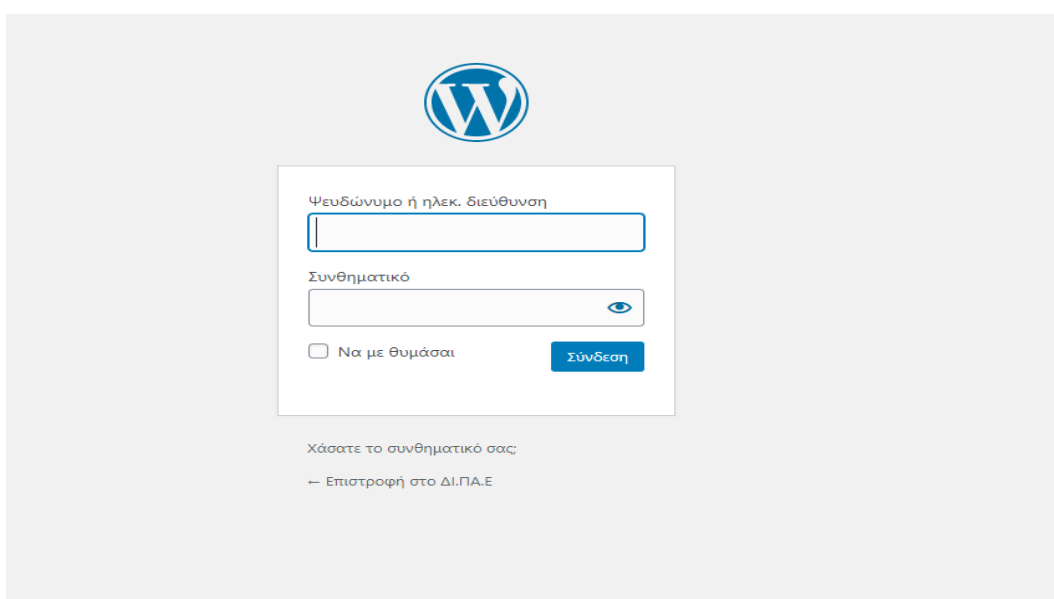 Ψευδώνυμο ή ηλεκ. διεύθυνση
Συνθηματικό
Να με θυμάσαι
Σύνδεση
Χάσατε το συνθηματικό σας;
← Επιστροφή στο ΔΙ.ΠΑ.Ε